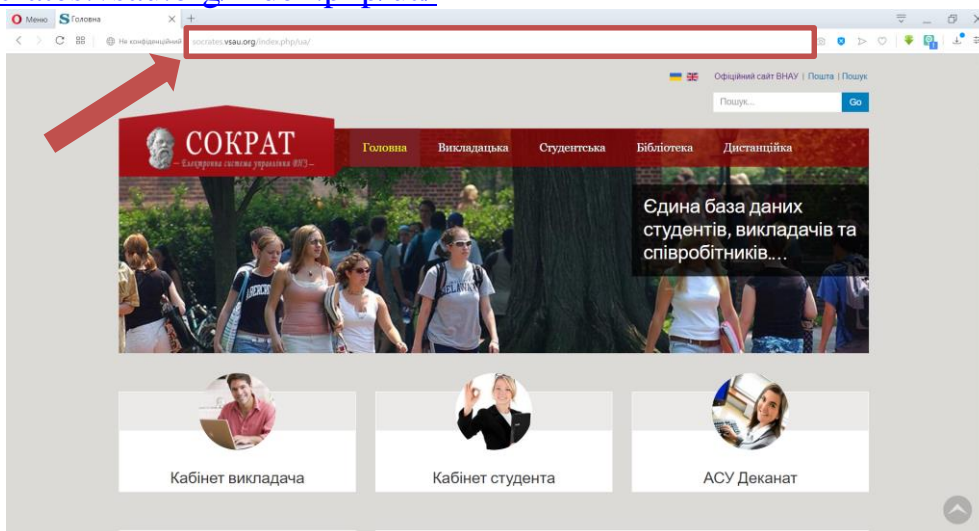 Меню
Головна
Не конфіденційний
socrates.vsau.org/index.php/ua/
Офіційний сайт ВНАУ | Пошта | Пошук
Пошук...
Go
СОКРАТ
– Електронна система управління ВНЗ –
Головна
Викладацька
Студентська
Бібліотека
Дистанційка
Єдина база даних
студентів, викладачів та
співробітників....
Кабінет викладача
Кабінет студента
АСУ Деканат